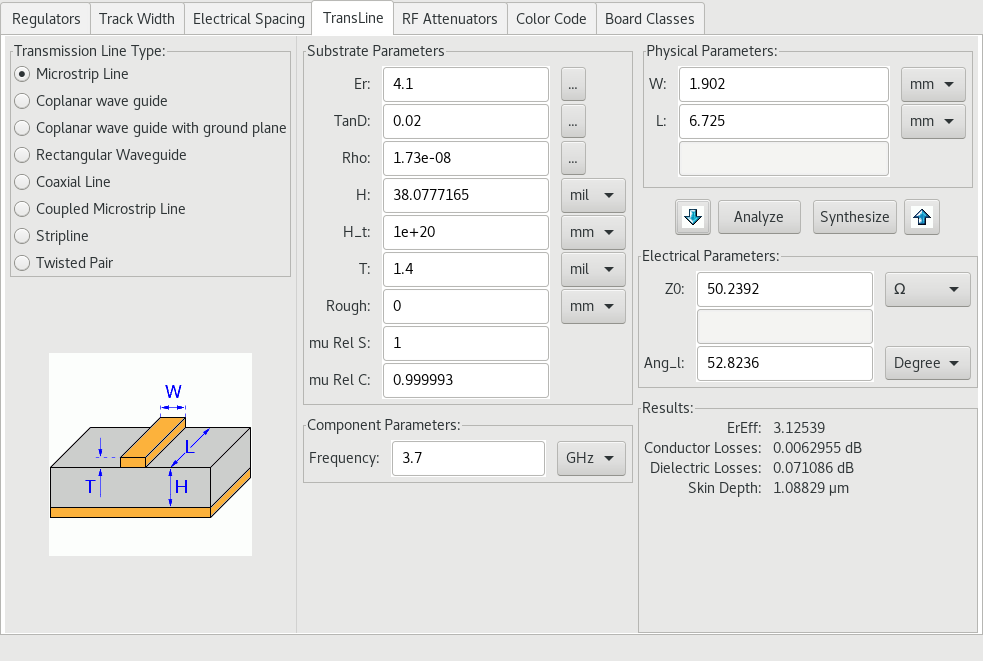 Regulators Track Width Electrical Spacing TransLine RF Attenuators Color Code Board Classes
Transmission Line Type:
Microstrip Line
Coplanar wave guide
Coplanar wave guide with ground plane
Rectangular Waveguide
Coaxial Line
Coupled Microstrip Line
Stripline
Twisted Pair
W
L
T
H
Substrate Parameters
Er: 4.1 ...
TanD: 0.02 ...
Rho: 1.73e-08 ...
H: 38.0777165 mil
H_t: 1e+20 mm
T: 1.4 mil
Rough: 0 mm
mu Rel S: 1
mu Rel C: 0.999993
Component Parameters:
Frequency: 3.7 GHz
Physical Parameters:
W: 1.902 mm
L: 6.725 mm
Analyze Synthesize
Electrical Parameters:
Z0: 50.2392 Ω
Ang_l: 52.8236 Degree
Results:
ErEff: 3.12539
Conductor Losses: 0.0062955 dB
Dielectric Losses: 0.071086 dB
Skin Depth: 1.08829 µm